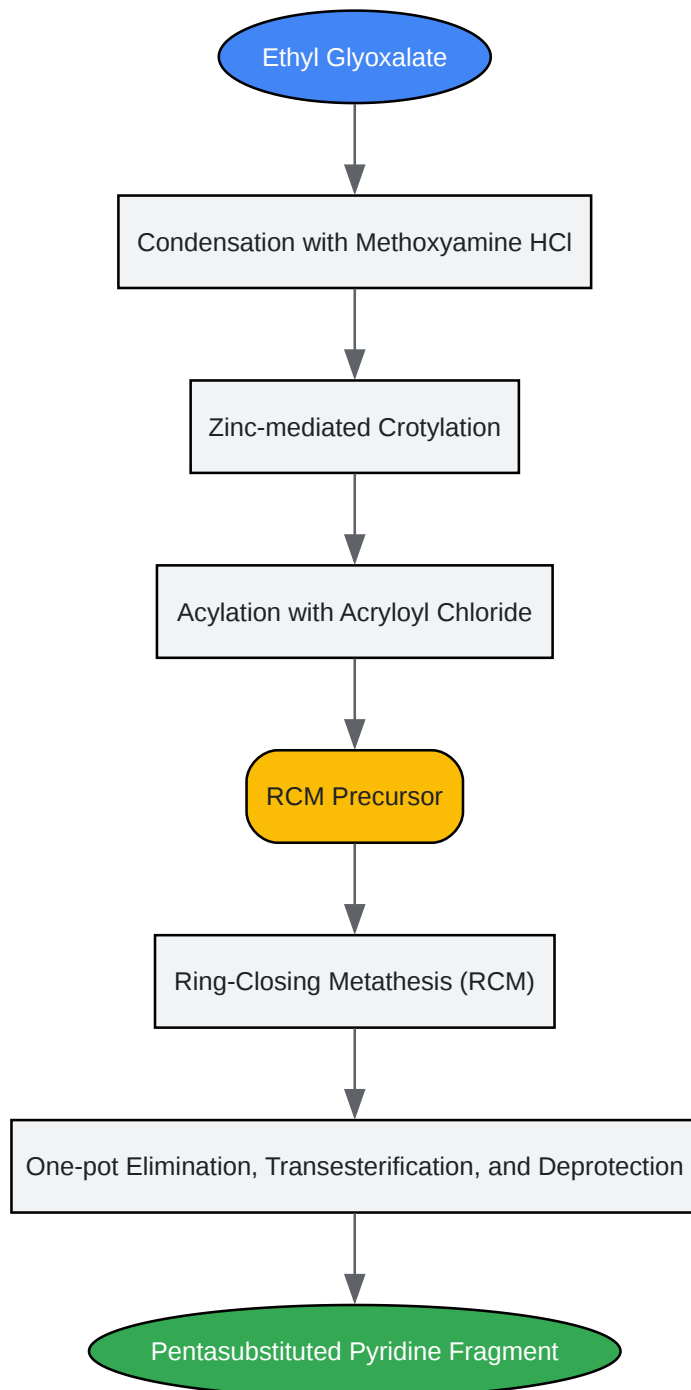 Ethyl Glyoxalate
Condensation with Methoxyamine HCl
Zinc-mediated Crotylation
Acylation with Acryloyl Chloride
RCM Precursor
Ring-Closing Metathesis (RCM)
One-pot Elimination, Transesterification, and Deprotection
Pentasubstituted Pyridine Fragment